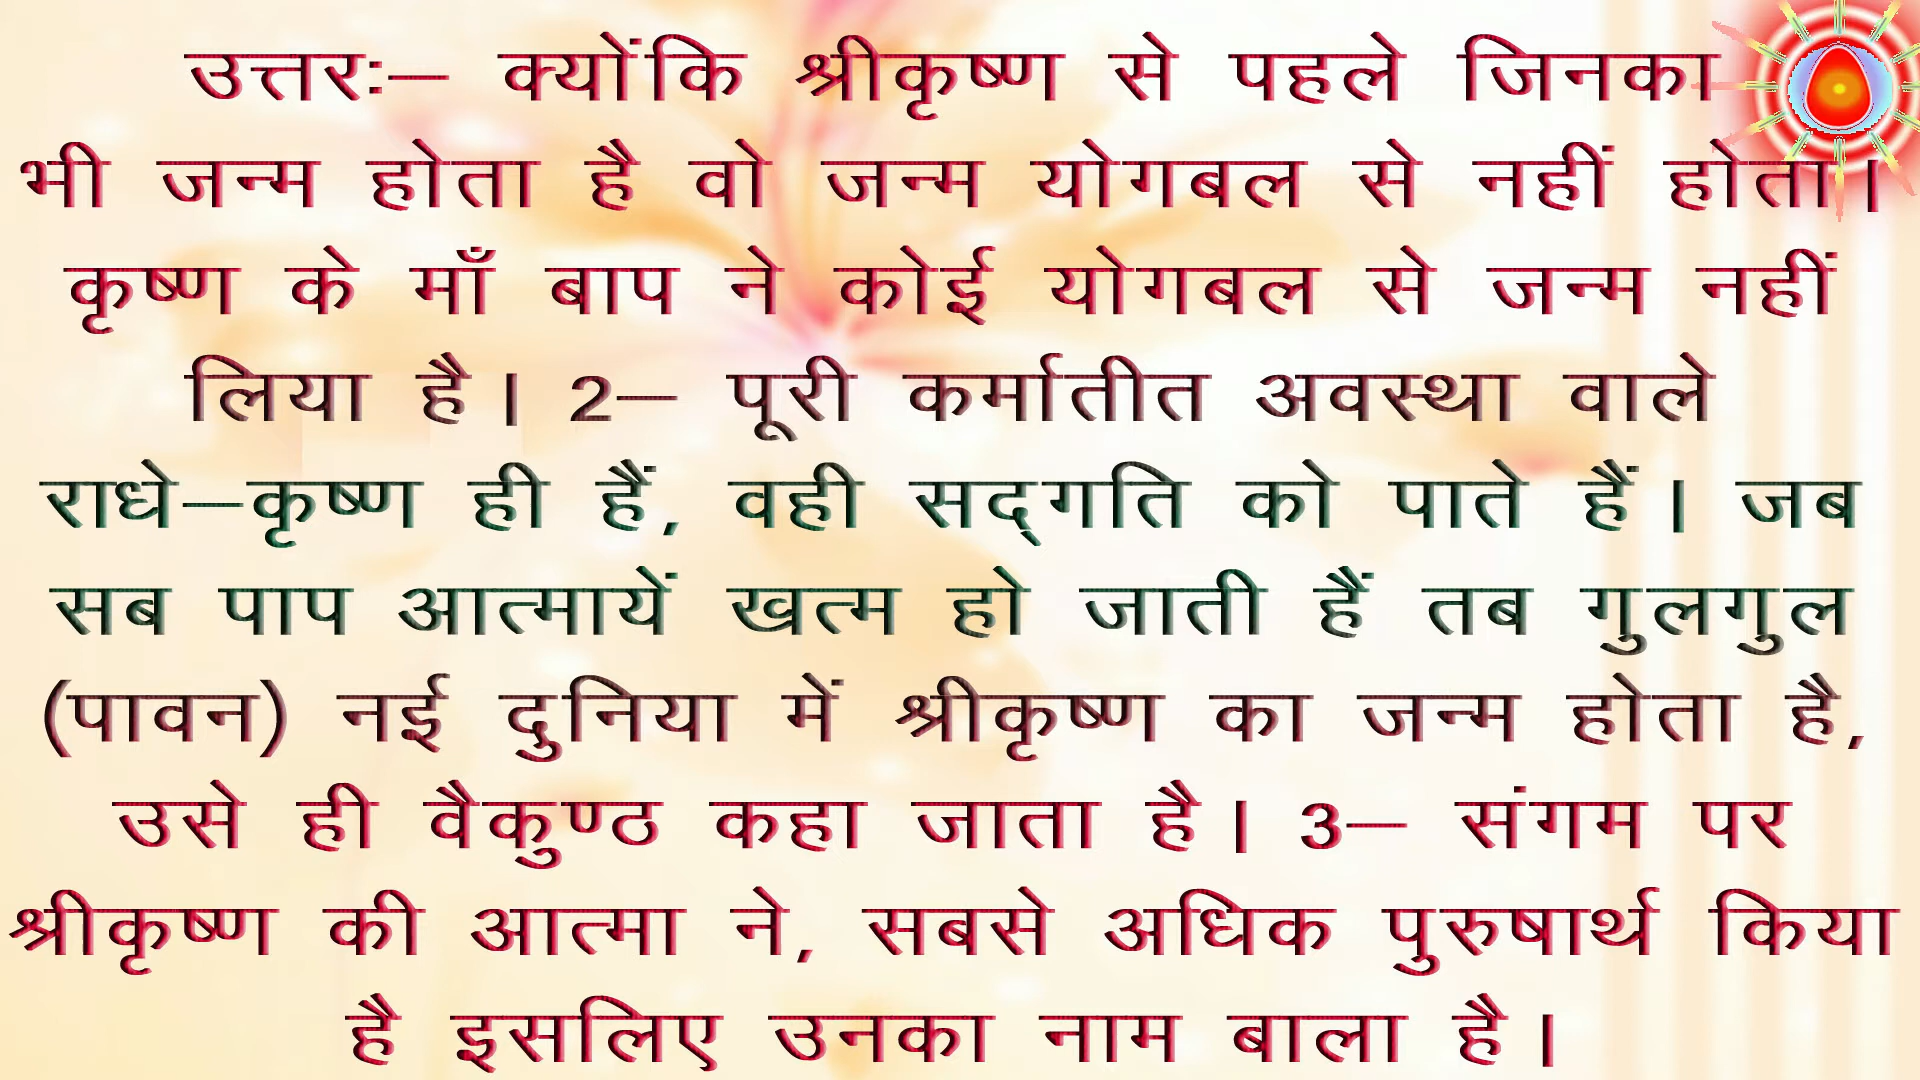 उत्तरः– क्योंकि श्रीकृष्ण से पहले जिनका
भी जन्म होता है वो जन्म योगबल से नहीं होता।
कृष्ण के माँ बाप ने कोई योगबल से जन्म नहीं
लिया है। 2– पूरी कर्मातीत अवस्था वाले
राधे–कृष्ण ही हैं, वही सद्गति को पाते हैं। जब
सब पाप आत्मायें खत्म हो जाती हैं तब गुलगुल
(पावन) नई दुनिया में श्रीकृष्ण का जन्म होता है,
उसे ही वैकुण्ठ कहा जाता है। 3– संगम पर
श्रीकृष्ण की आत्मा ने, सबसे अधिक पुरुषार्थ किया
है इसलिए उनका नाम बाला है।